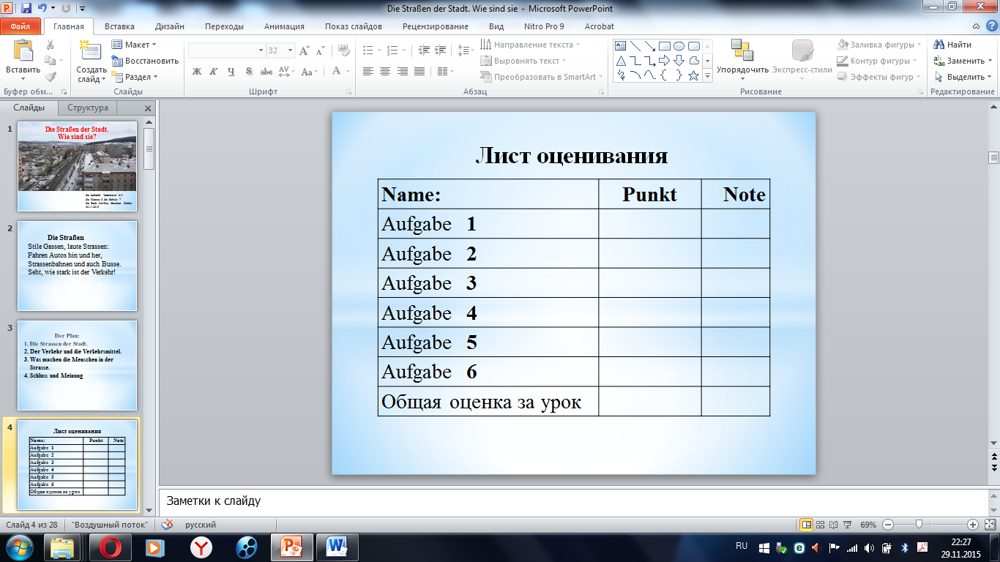 Die Straßen der Stadt. Wie sind sie - Microsoft PowerPoint
Файл Главная Вставка Дизайн Переходы Анимация Показ слайдов Рецензирование Вид Nitro Pro 9 Acrobat
Вставить
Создать слайд
Макет
Восстановить
Раздел
32
Ж К Ч S abc AV Aa A
Направление текста
Выровнять текст
Преобразовать в SmartArt
Упорядочить
Экспресс-стили
Заливка фигуры
Контур фигуры
Эффекты фигур
Найти
Заменить
Выделить
Буфер обм... Слайды Шрифт Абзац Рисование Редактирование
Слайды Структура
1
Die Straßen der Stadt.
Wie sind sie?
2
Die Straßen
Stile Gassen, laute Strassen:
Fahren Autos hin und her,
Strassenbahnen und auch Busse.
Seht, wie stark ist der Verkehr!
3
Der Plan:
1. Die Strassen der Stadt.
2. Der Verkehr und die Verkehrsmittel.
3. Was machen die Menschen in der
Strasse.
4. Schluss und Meinung
4
Лист оценивания
Name: Punkt Note
Aufgabe 1
Aufgabe 2
Aufgabe 3
Aufgabe 4
Aufgabe 5
Aufgabe 6
Общая оценка за урок
Лист оценивания
Name: Punkt Note
Aufgabe 1
Aufgabe 2
Aufgabe 3
Aufgabe 4
Aufgabe 5
Aufgabe 6
Общая оценка за урок
Заметки к слайду
Слайд 4 из 28 "Воздушный поток" русский 69%
RU 22:27
29.11.2015